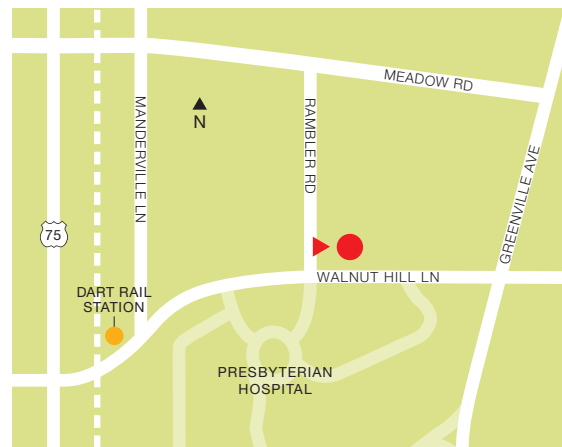 MEADOW RD
MANDERVILLE LN
N
RAMBLER RD
GREENVILLE AVE
75
WALNUT HILL LN
DART RAIL
STATION
PRESBYTERIAN
HOSPITAL